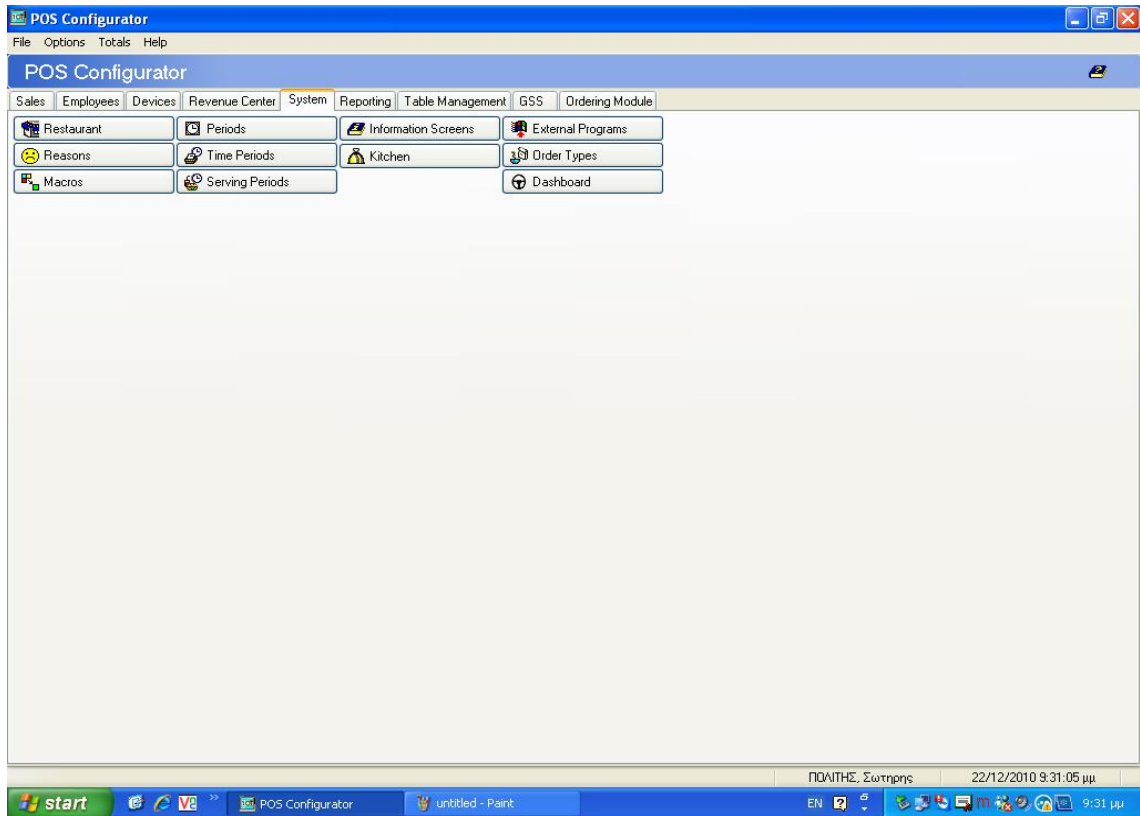 POS Configurator
File Options Totals Help
POS Configurator
Sales Employees Devices Revenue Center System Reporting Table Management GSS Ordering Module
Restaurant Periods Information Screens External Programs
Reasons Time Periods Kitchen Order Types
Macros Serving Periods Dashboard
ΠΟΛΙΤΗΣ, Σωτηρης 22/12/2010 9:31:05 μμ
start V2 » POS Configurator untitled - Paint EN 9:31 μμ